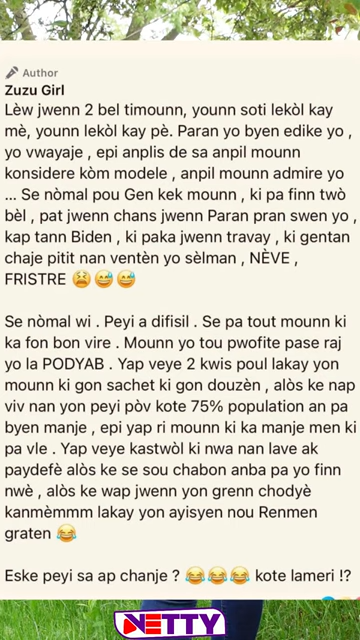 Author
Zuzu Girl
Lèw jwenn 2 bel timounn, younn soti lekòl kay
mè, younn lekòl kay pè. Paran yo byen edike yo ,
yo vwayaje , epi anplis de sa anpil mounn
konsidere kòm modele , anpil mounn admire yo
... Se nòmal pou Gen kek mounn , ki pa finn twò
bèl , pat jwenn chans jwenn Paran pran swen yo ,
kap tann Biden , ki paka jwenn travay , ki gentan
chaje pitit nan ventèn yo sèlman , NÈVE ,
FRISTRE 😫😅😅
Se nòmal wi . Peyi a difisil . Se pa tout mounn ki
ka fon bon vire . Mounn yo tou pwofite pase raj
yo la PODYAB . Yap veye 2 kwis poul lakay yon
mounn ki gon sachet ki gon douzèn , alòs ke nap
viv nan yon peyi pòv kote 75% population an pa
byen manje , epi yap ri mounn ki ka manje men ki
pa vle . Yap veye kastwòl ki nwa nan lave ak
paydefè alòs ke se sou chabon anba pa yo finn
nwè , alòs ke wap jwenn yon grenn chodyè
kanmèmmm lakay yon ayisyen nou Renmen
graten 😂
Eske peyi sa ap chanje ? 😂😂😂 kote lameri !?
NETTY